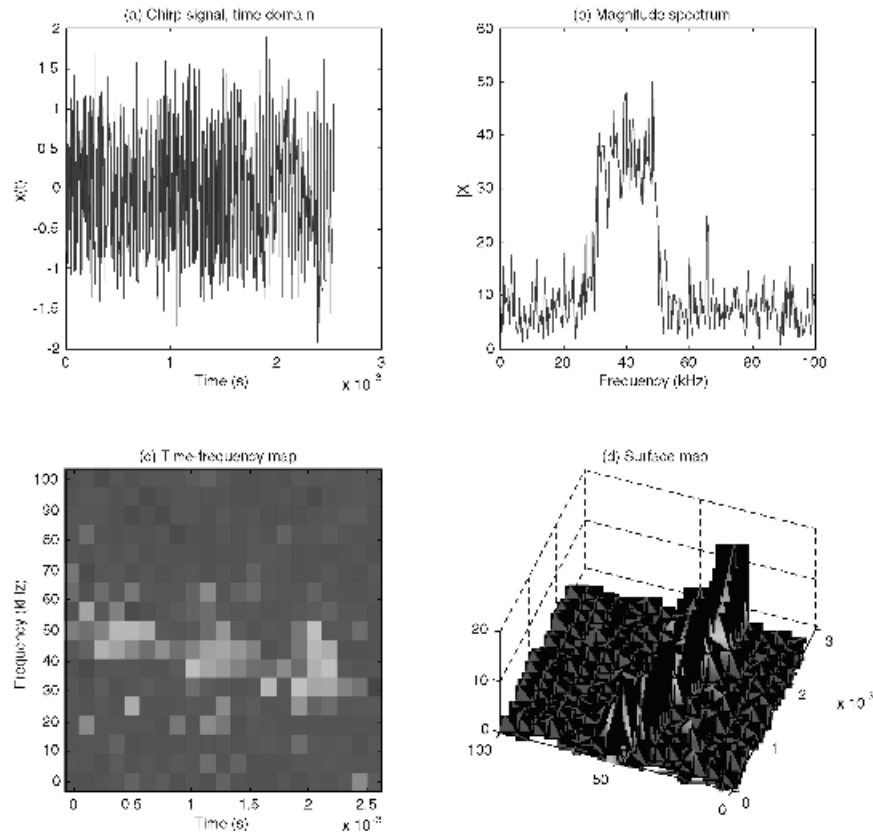 (a) Chirp signal, time domain
2
1.5
1
0.5
0
-0.5
-1
-1.5
-2
x(t)
0 1 2 3
Time (s)
x 10⁻³
(b) Magnitude spectrum
60
50
40
30
20
10
0
|X
0 20 40 60 80 100
Frequency (kHz)
(c) Time-frequency map
100
90
80
70
60
50
40
30
20
10
0
Frequency (kHz)
0 0.5 1 1.5 2 2.5
Time (s)
x 10⁻³
(d) Surface map
20
10
0
100
50
0
0
1
2
3
x 10⁻³